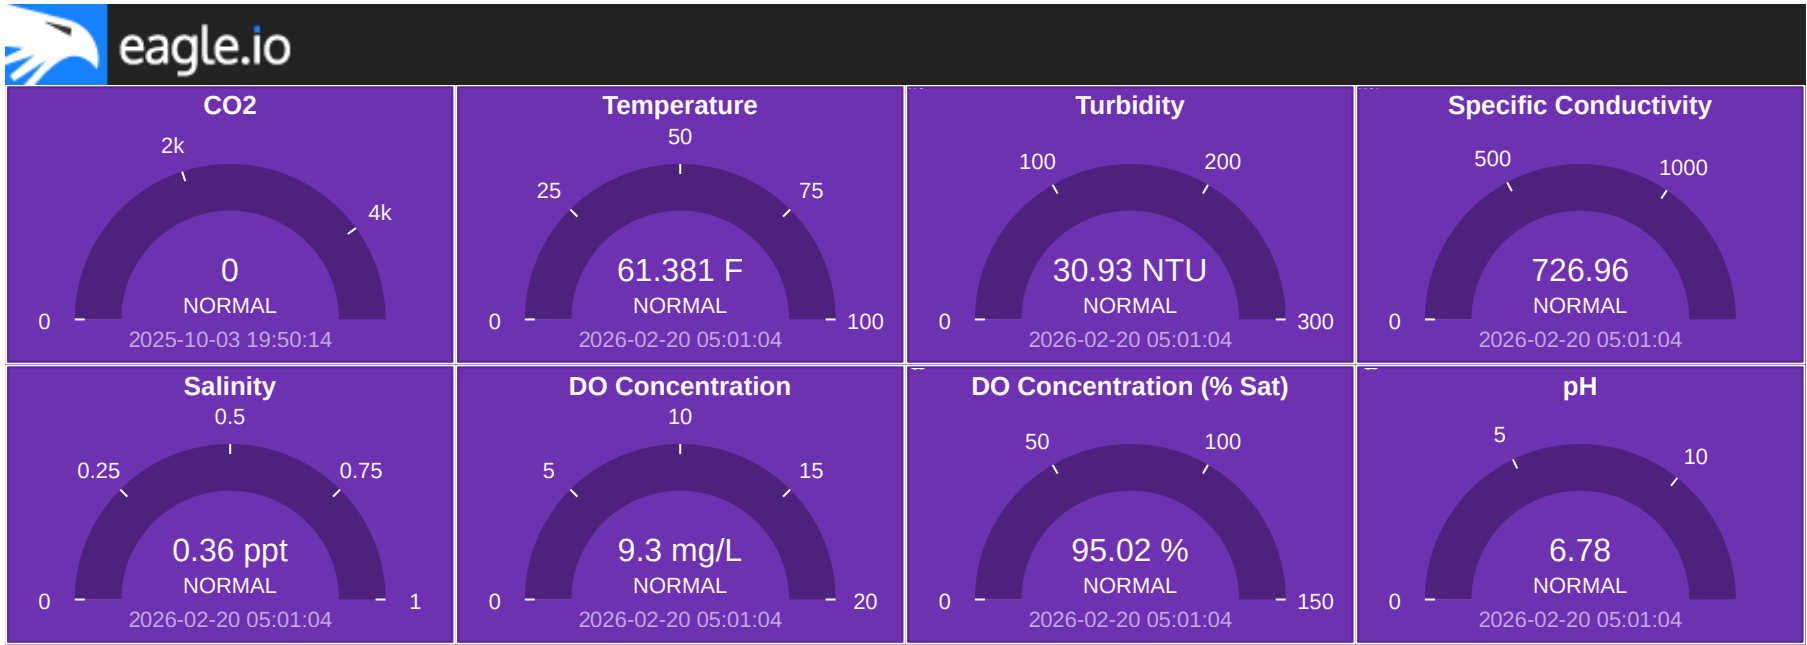 eagle.io
CO2
2k
4k
0
0
NORMAL
2025-10-03 19:50:14
Temperature
50
25
75
61.381 F
NORMAL
0
100
2026-02-20 05:01:04
Turbidity
100
200
30.93 NTU
NORMAL
0
300
2026-02-20 05:01:04
Specific Conductivity
500
1000
726.96
NORMAL
0
2026-02-20 05:01:04
Salinity
0.5
0.25
0.75
0.36 ppt
NORMAL
0
1
2026-02-20 05:01:04
DO Concentration
10
5
15
9.3 mg/L
NORMAL
0
20
2026-02-20 05:01:04
DO Concentration (% Sat)
50
100
95.02 %
NORMAL
0
150
2026-02-20 05:01:04
pH
5
10
6.78
NORMAL
0
2026-02-20 05:01:04